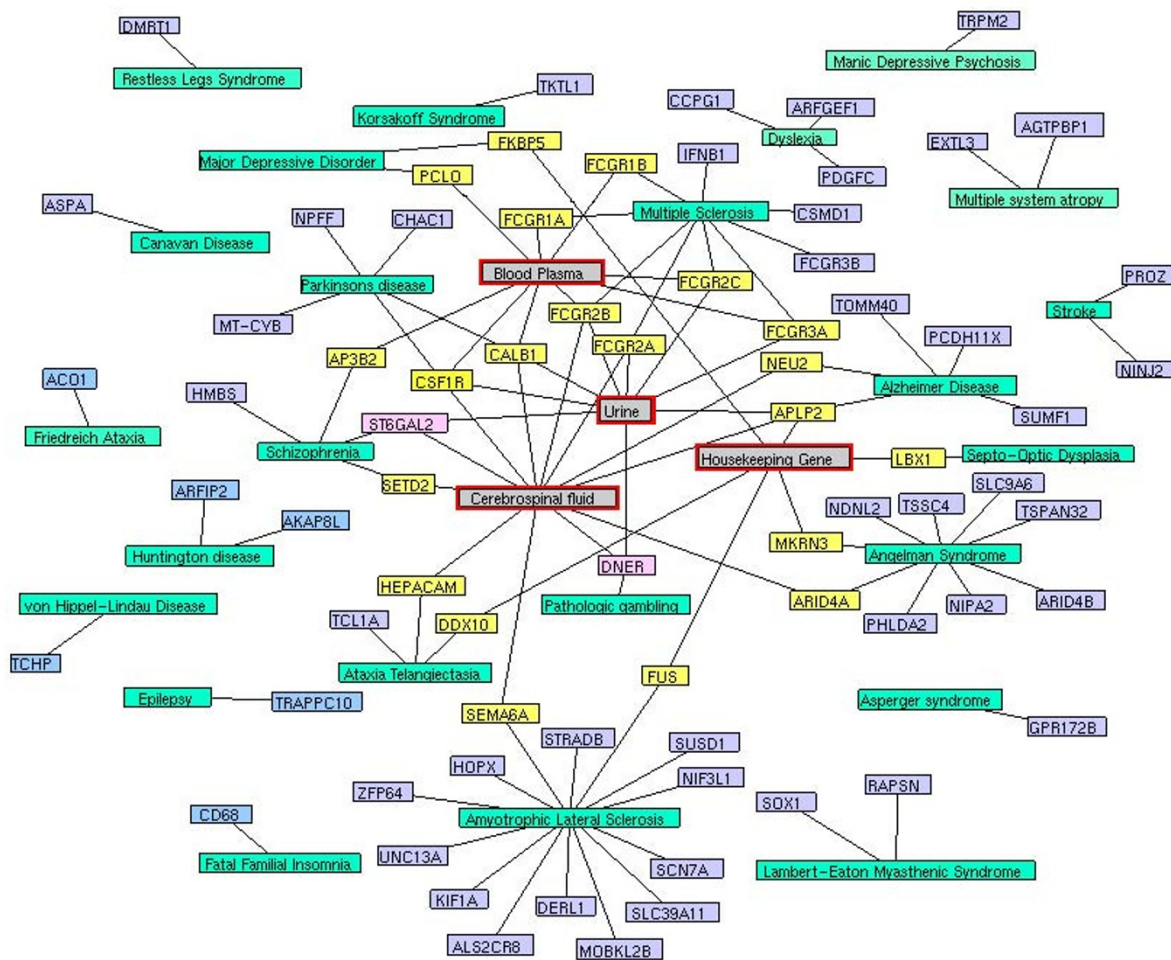 DMRT1
TRPM2
Restless Legs Syndrome
Manic Depressive Psychosis
TKTL1
CCPG1
ARFGEF1
Korsakoff Syndrome
AGTPBP1
Dyslexia
EXTL3
FKBP5
IFNB1
Major Depressive Disorder
FCGR1B
PCLO
PDGFC
Multiple system atropy
ASPA
NPFF
CHAC1
FCGR1A
Multiple Sclerosis
CSMD1
Canavan Disease
FCGR3B
Blood Plasma
PROZ
Parkinsons disease
FCGR2C
TOMM40
Stroke
FCGR2B
MT-CYB
FCGR3A
PCDH11X
FCGR2A
AP3B2
CALB1
NEU2
NINJ2
ACO1
CSF1R
Alzheimer Disease
HMBS
Urine
APLP2
SUMF1
ST6GAL2
Friedreich Ataxia
Schizophrenia
Housekeeping Gene
LBX1
Septo-Optic Dysplasia
SETD2
SLC9A6
ARFIP2
Cerebrospinal fluid
NDNL2
TSSC4
TSPAN32
AKAP8L
MKRN3
Huntington disease
Angelman Syndrome
DNER
HEPACAM
von Hippel-Lindau Disease
Pathologic gambling
ARID4A
NIPA2
ARID4B
TCL1A
DDX10
PHLDA2
TCHP
Ataxia Telangiectasia
FUS
Epilepsy
TRAPPC10
Asperger syndrome
SEMA6A
GPR172B
STRADB
SUSD1
HOPX
NIF3L1
ZFP64
RAPSN
SOX1
CD68
Amyotrophic Lateral Sclerosis
UNC13A
Fatal Familial Insomnia
SCN7A
Lambert-Eaton Myasthenic Syndrome
KIF1A
DERL1
SLC39A11
ALS2CR8
MOBKL2B